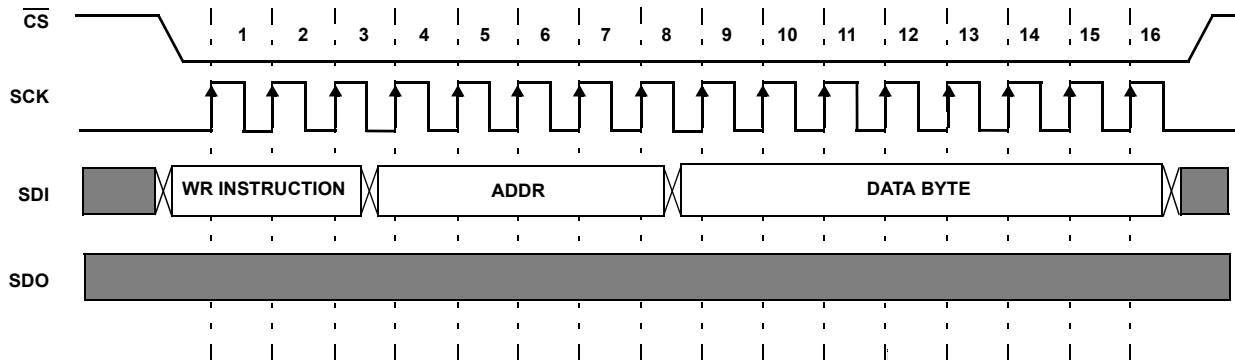 CS
1 2 3 4 5 6 7 8 9 10 11 12 13 14 15 16
SCK
SDI WR INSTRUCTION ADDR DATA BYTE
SDO